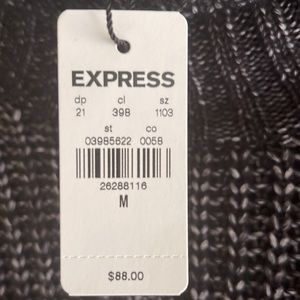 EXPRESS
dp cl sz
21 398 1103
st co
03985622 0058
26288116
M
$88.00